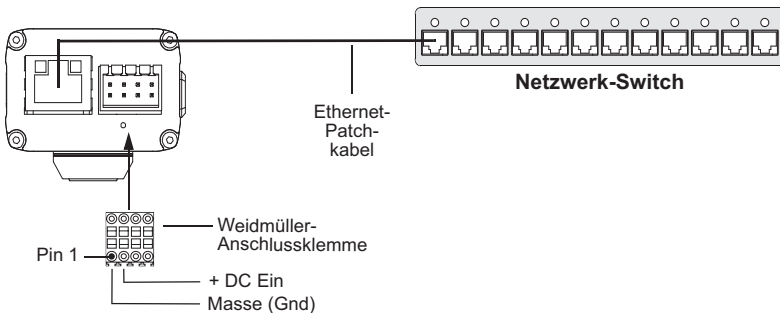 Netzwerk-Switch
Ethernet-
Patch-
kabel
Weidmüller-
Anschlussklemme
Pin 1
+ DC Ein
Masse (Gnd)